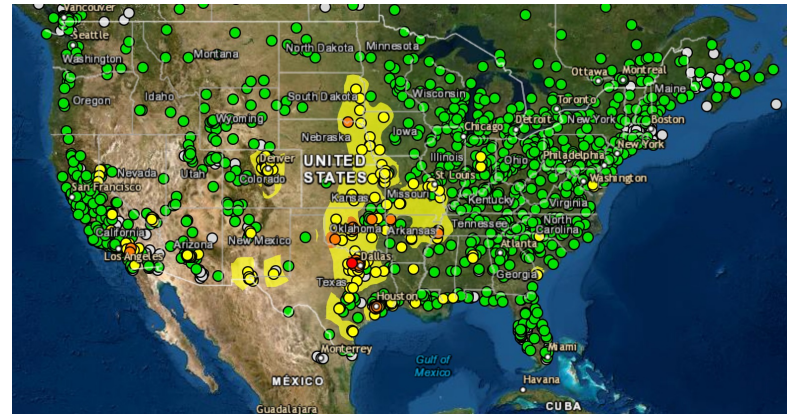 Vancouver
Seattle
Washington
Montana
North Dakota
Minnesota
Ottawa
Montreal
Maine
Oregon
Idaho
South Dakota
Wisconsin
Toronto
Wyoming
Chicago
Detroit
New York
Boston
Nebraska
Iowa
New York
Nevada
Utah
Denver
Colorado
UNITED
STATES
Illinois
Ohio
Philadelphia
St Louis
Washington
San Francisco
Kansas
Missouri
Kentucky
Virginia
California
Arizona
New Mexico
Oklahoma
Arkansas
Tennessee
North
Carolina
Los Angeles
Dallas
Atlanta
Texas
Georgia
Houston
Monterrey
Miami
Gulf of
Mexico
MÉXICO
Havana
Guadalajara
CUBA